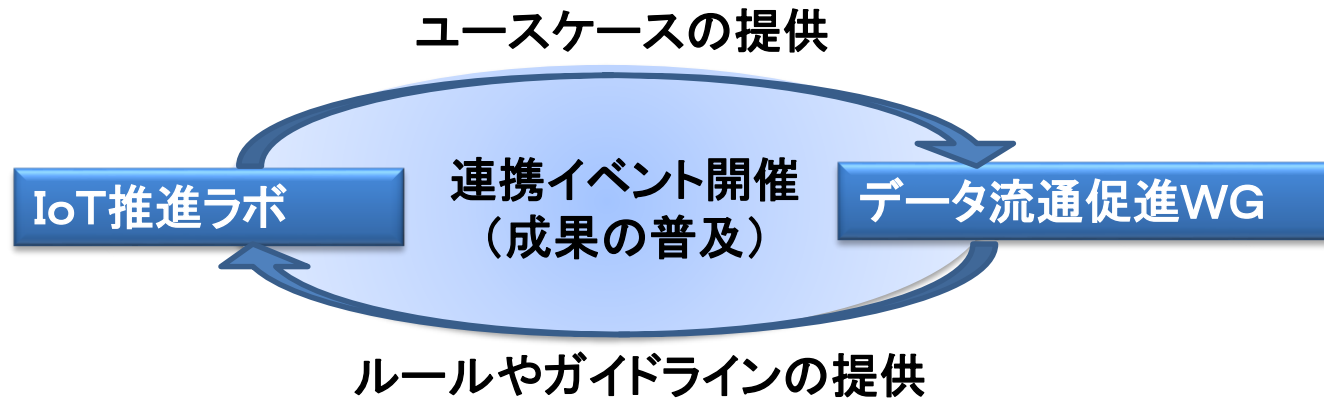 ユースケースの提供
IoT推進ラボ
連携イベント開催
（成果の普及）
データ流通促進WG
ルールやガイドラインの提供